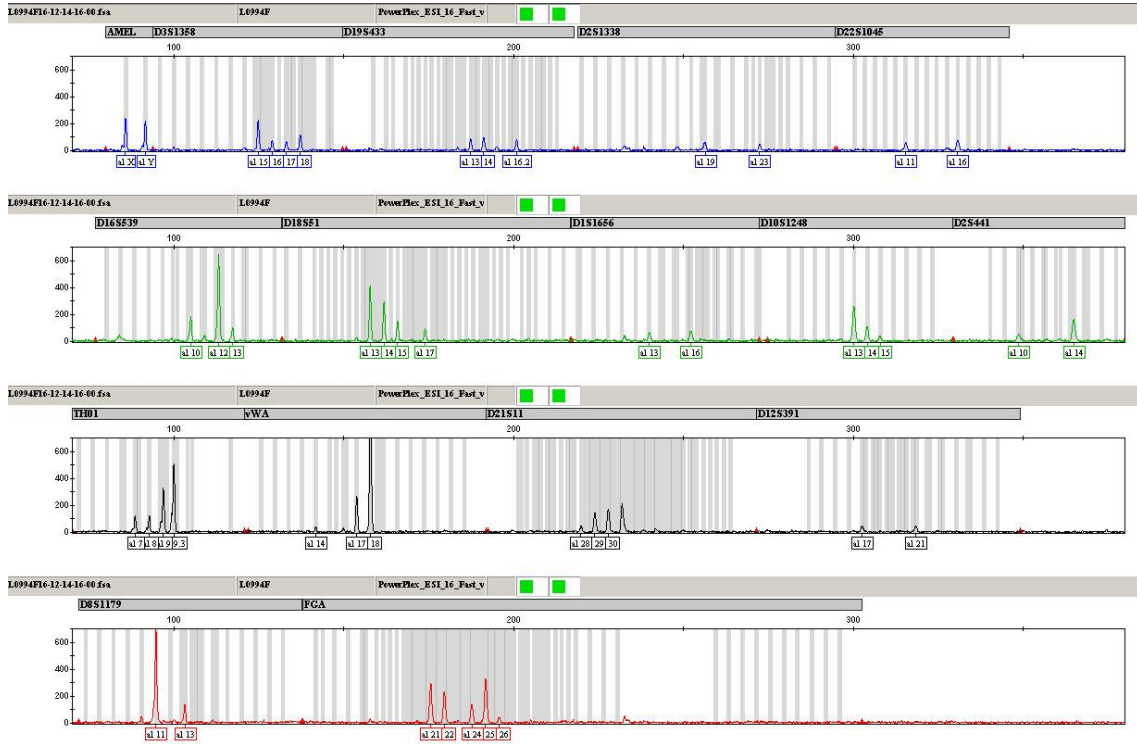 L0994F16-12-14-16-00.fsa L0994F PowerPlex_ESI_16_Fast_v
AMEL D3S1358 D19S433 D2S1338 D22S1045
100 200 300
600
400
200
0
al X al Y al 15 16 17 18 al 13 14 al 16.2 al 19 al 23 al 11 al 16
L0994F16-12-14-16-00.fsa L0994F PowerPlex_ESI_16_Fast_v
D16S539 D18S51 D1S1656 D10S1248 D2S441
100 200 300
600
400
200
0
al 10 al 12 13 al 13 14 15 al 17 al 13 al 16 al 13 14 15 al 10 al 14
L0994F16-12-14-16-00.fsa L0994F PowerPlex_ESI_16_Fast_v
TH01 vWA D21S11 D12S391
100 200 300
600
400
200
0
al 7 al 8 al 9 9.3 al 14 al 17 18 al 28 29 30 al 17 al 21
L0994F16-12-14-16-00.fsa L0994F PowerPlex_ESI_16_Fast_v
D8S1179 FGA
100 200 300
600
400
200
0
al 11 al 13 al 21 22 al 24 25 26